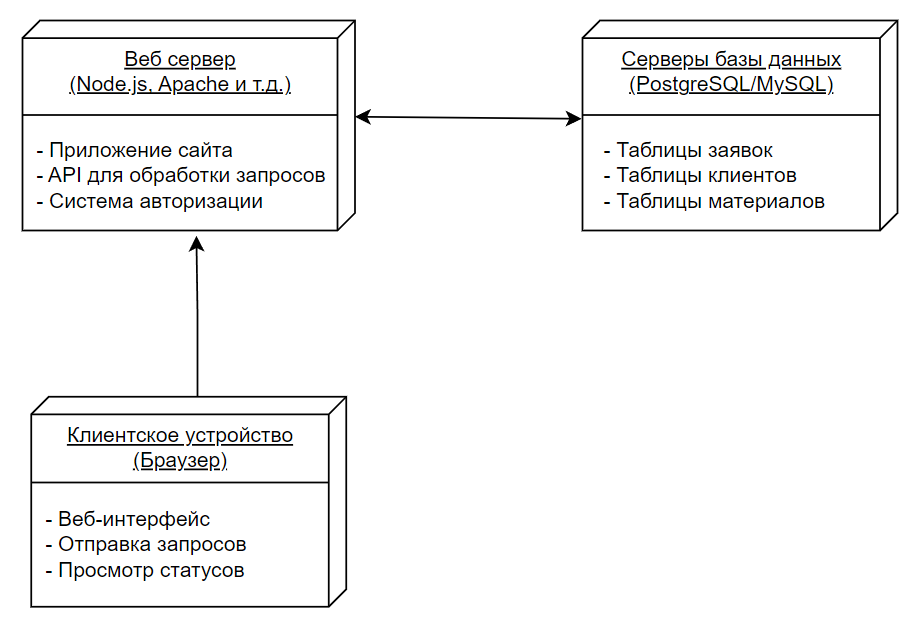 Веб сервер
(Node.js, Apache и т.д.)
- Приложение сайта
- API для обработки запросов
- Система авторизации
Серверы базы данных
(PostgreSQL/MySQL)
- Таблицы заявок
- Таблицы клиентов
- Таблицы материалов
Клиентское устройство
(Браузер)
- Веб-интерфейс
- Отправка запросов
- Просмотр статусов